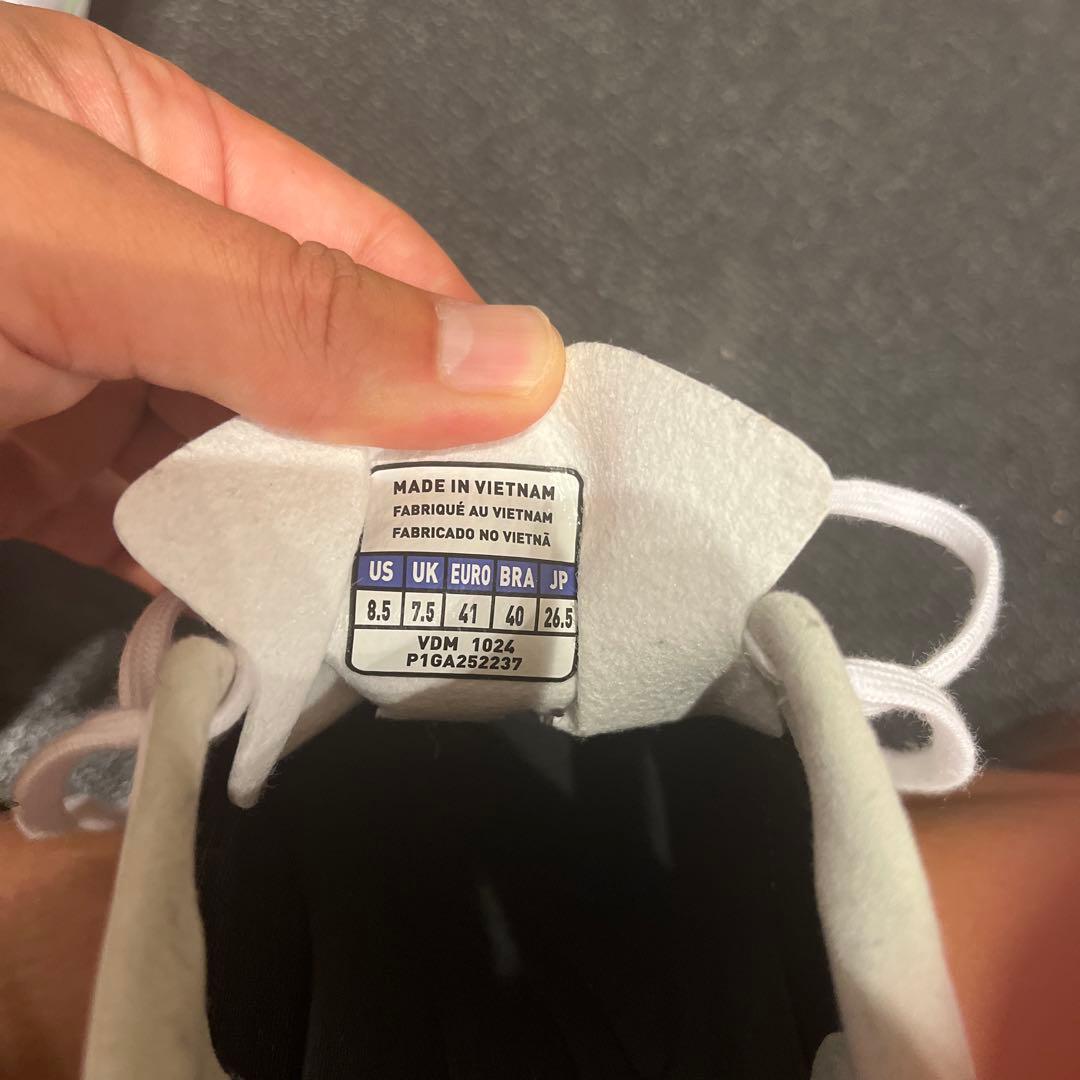 MADE IN VIETNAM
FABRIQUÉ AU VIETNAM
FABRICADO NO VIETNÃ
US UK EURO BRA JP
8.5 7.5 41 40 26.5
VDM 1024
P1GA252237